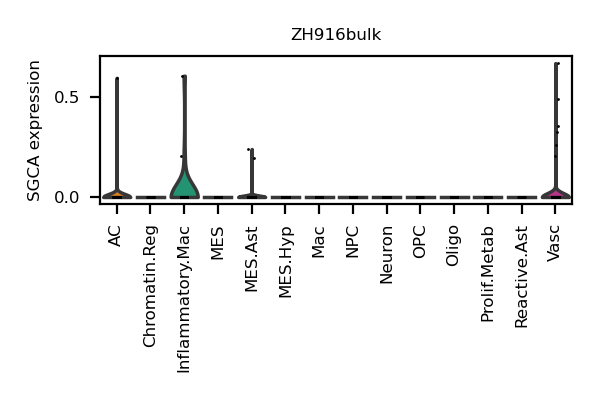 ZH916bulk
SGCA expression
0.5
0.0
AC
Chromatin.Reg
Inflammatory.Mac
MES
MES.Ast
MES.Hyp
Mac
NPC
Neuron
OPC
Oligo
Prolif.Metab
Reactive.Ast
Vasc